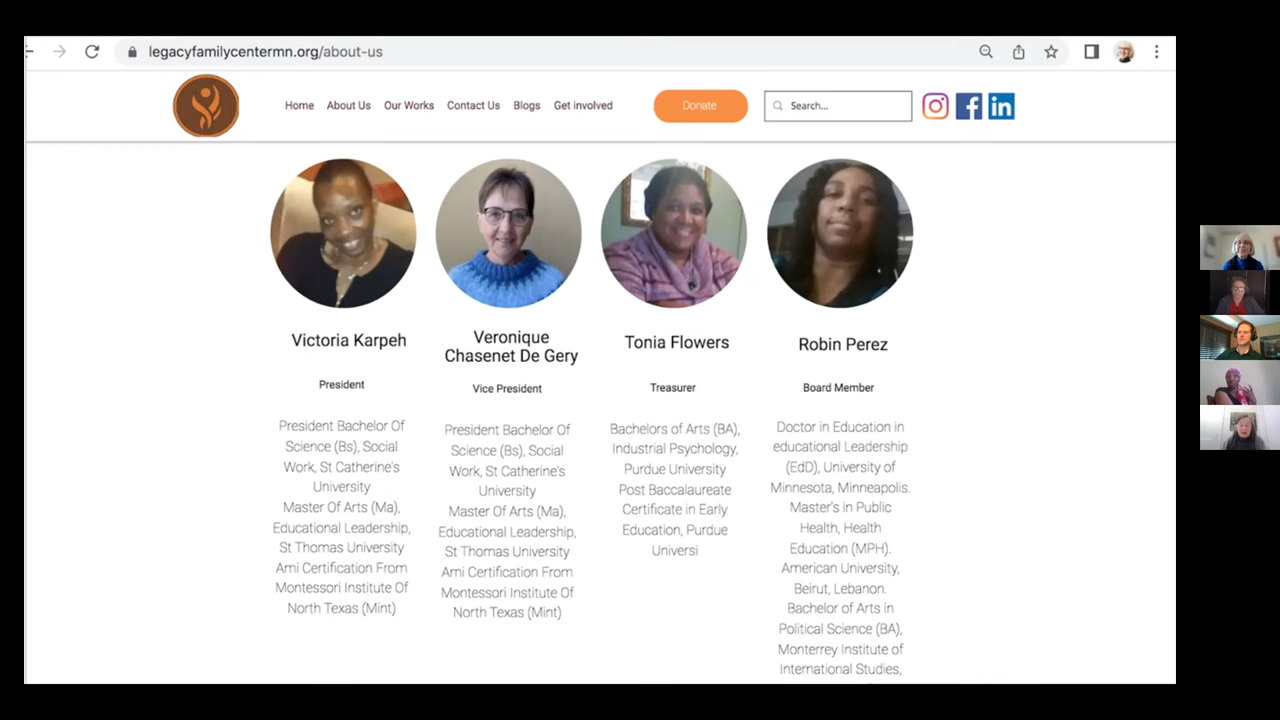 legacyfamilycentermn.org/about-us
Home About Us Our Works Contact Us Blogs Get involved Donate Search...
Victoria Karpeh
President
President Bachelor Of
Science (Bs), Social
Work, St Catherine's
University
Master Of Arts (Ma),
Educational Leadership,
St Thomas University
Ami Certification From
Montessori Institute Of
North Texas (Mint)
Veronique
Chasenet De Gery
Vice President
President Bachelor Of
Science (Bs), Social
Work, St Catherine's
University
Master Of Arts (Ma),
Educational Leadership,
St Thomas University
Ami Certification From
Montessori Institute Of
North Texas (Mint)
Tonia Flowers
Treasurer
Bachelors of Arts (BA),
Industrial Psychology,
Purdue University
Post Baccalaureate
Certificate in Early
Education, Purdue
Universi
Robin Perez
Board Member
Doctor in Education in
educational Leadership
(EdD), University of
Minnesota, Minneapolis.
Master's in Public
Health, Health
Education (MPH).
American University,
Beirut, Lebanon.
Bachelor of Arts in
Political Science (BA),
Monterrey Institute of
International Studies,